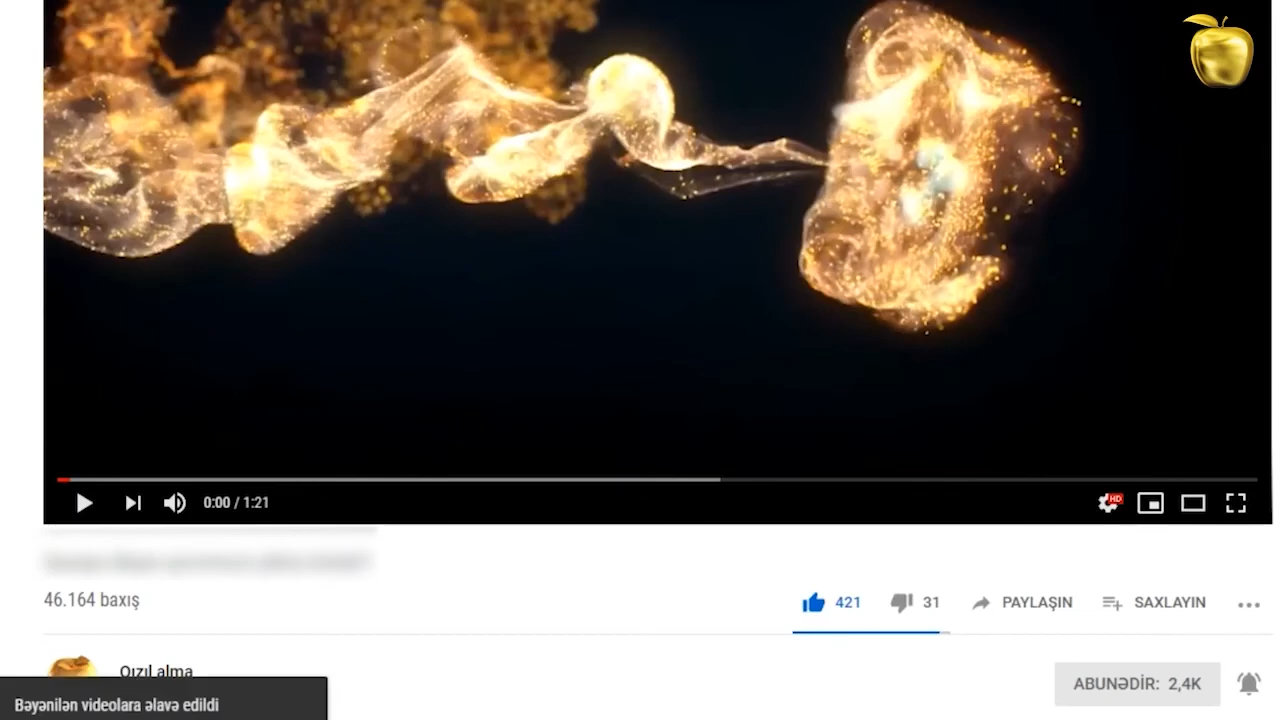 0:00 / 1:21
HD
46.164 baxış
421
31
PAYLAŞIN
SAXLAYIN
Qızıl alma
ABUNƏDİR: 2,4K
Bəyənilən videolara əlavə edildi